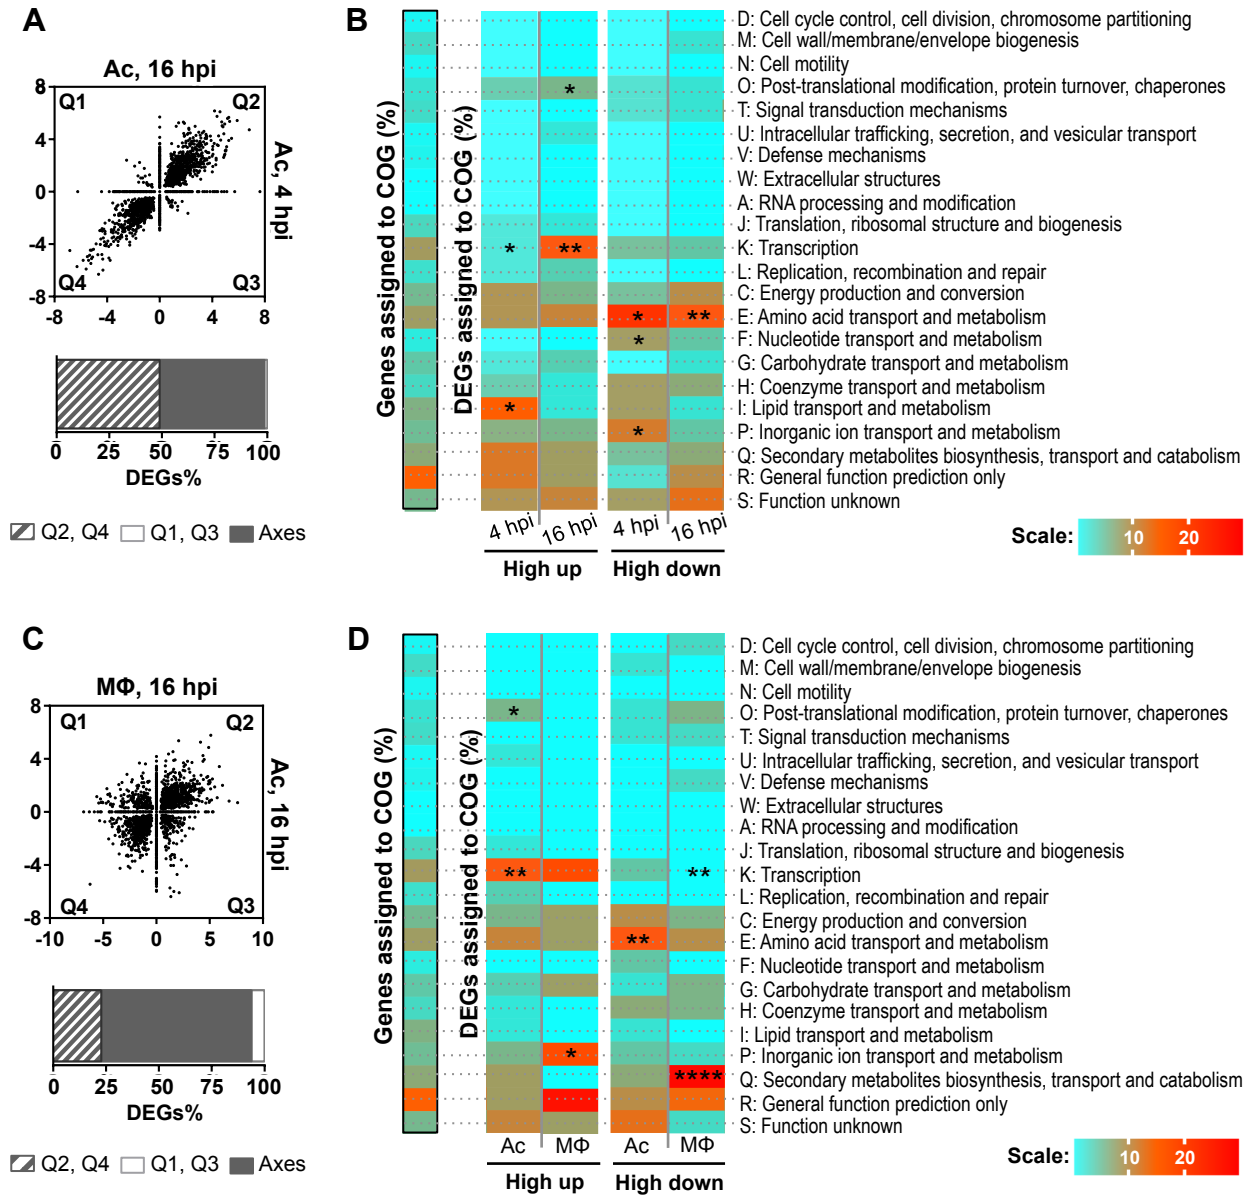 A
Ac, 16 hpi
8
4
0
-4
-8
Q1
Q2
Q4
Q3
Ac, 4 hpi
-8 -4 0 4 8
0 25 50 75 100
DEGs%
Q2, Q4 Q1, Q3 Axes
B
Genes assigned to COG (%)
DEGs assigned to COG (%)
D: Cell cycle control, cell division, chromosome partitioning
M: Cell wall/membrane/envelope biogenesis
N: Cell motility
* O: Post-translational modification, protein turnover, chaperones
T: Signal transduction mechanisms
U: Intracellular trafficking, secretion, and vesicular transport
V: Defense mechanisms
W: Extracellular structures
A: RNA processing and modification
J: Translation, ribosomal structure and biogenesis
* ** K: Transcription
L: Replication, recombination and repair
C: Energy production and conversion
* ** E: Amino acid transport and metabolism
* F: Nucleotide transport and metabolism
G: Carbohydrate transport and metabolism
H: Coenzyme transport and metabolism
* I: Lipid transport and metabolism
* P: Inorganic ion transport and metabolism
Q: Secondary metabolites biosynthesis, transport and catabolism
R: General function prediction only
S: Function unknown
4 hpi 16 hpi 4 hpi 16 hpi
High up High down
Scale: 10 20
C
MΦ, 16 hpi
8
4
0
-4
-8
Q1
Q2
Q4
Q3
Ac, 16 hpi
-10 -5 0 5 10
0 25 50 75 100
DEGs%
Q2, Q4 Q1, Q3 Axes
D
Genes assigned to COG (%)
DEGs assigned to COG (%)
D: Cell cycle control, cell division, chromosome partitioning
M: Cell wall/membrane/envelope biogenesis
N: Cell motility
* O: Post-translational modification, protein turnover, chaperones
T: Signal transduction mechanisms
U: Intracellular trafficking, secretion, and vesicular transport
V: Defense mechanisms
W: Extracellular structures
A: RNA processing and modification
J: Translation, ribosomal structure and biogenesis
** ** K: Transcription
L: Replication, recombination and repair
C: Energy production and conversion
** E: Amino acid transport and metabolism
F: Nucleotide transport and metabolism
G: Carbohydrate transport and metabolism
H: Coenzyme transport and metabolism
I: Lipid transport and metabolism
* P: Inorganic ion transport and metabolism
**** Q: Secondary metabolites biosynthesis, transport and catabolism
R: General function prediction only
S: Function unknown
Ac MΦ Ac MΦ
High up High down
Scale: 10 20